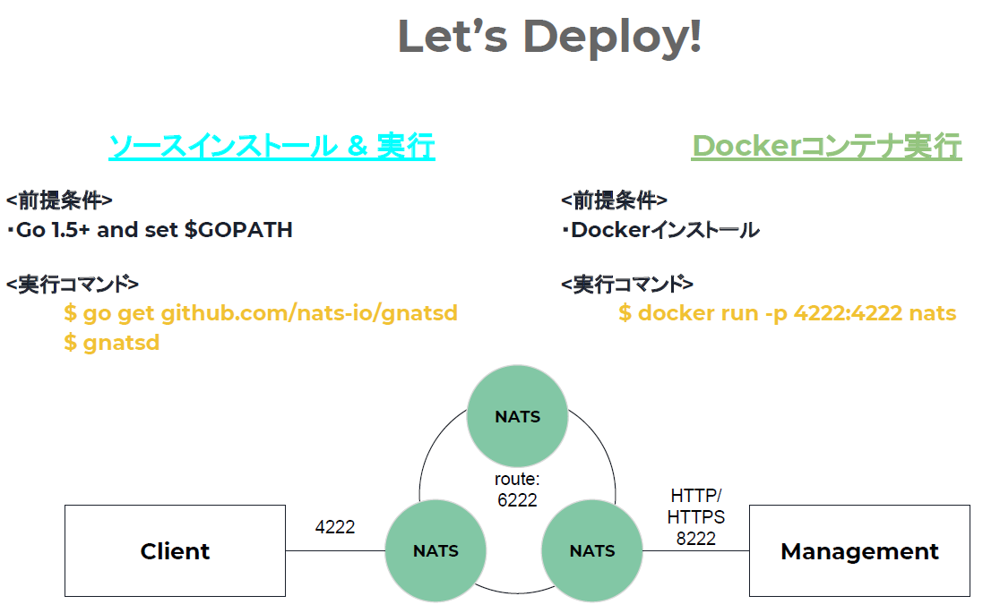 Let’s Deploy!
ソースインストール & 実行
<前提条件>
・Go 1.5+ and set $GOPATH
<実行コマンド>
$ go get github.com/nats-io/gnatsd
$ gnatsd
Dockerコンテナ実行
<前提条件>
・Dockerインストール
<実行コマンド>
$ docker run -p 4222:4222 nats
NATS
route:
6222
Client
4222
NATS
NATS
HTTP/
HTTPS
8222
Management